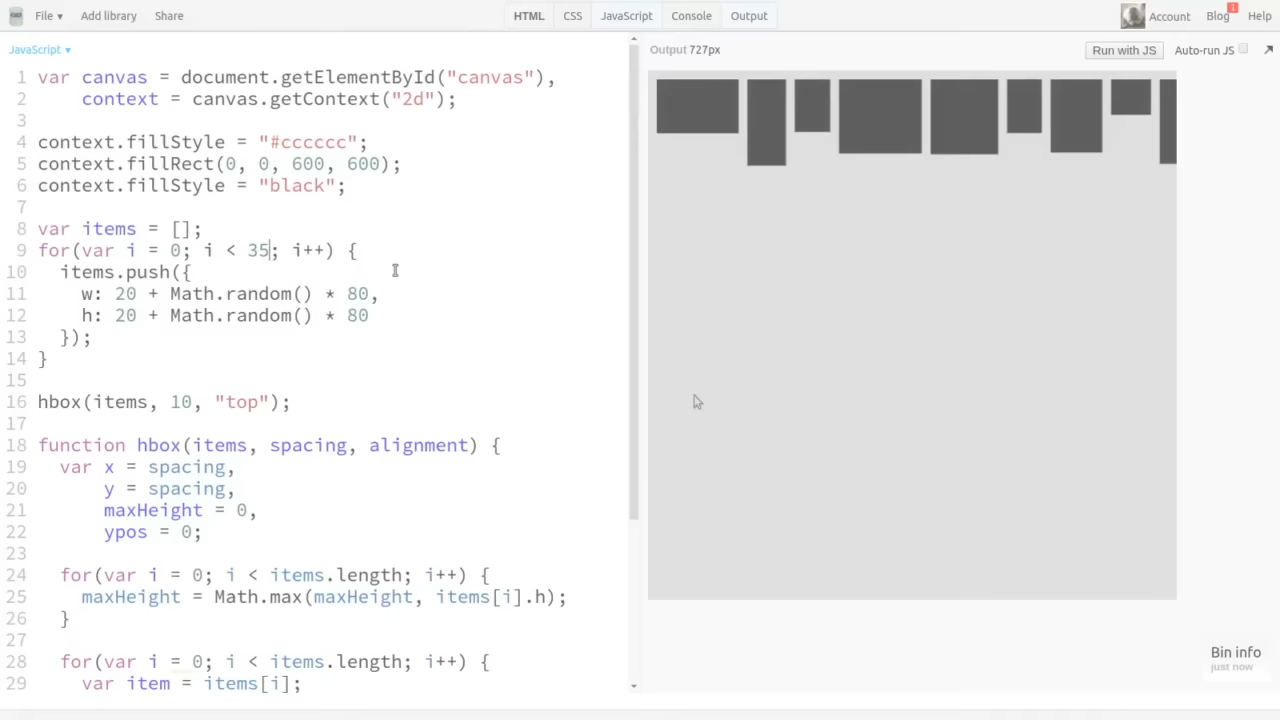 File ▾ Add library Share HTML CSS JavaScript Console Output Account Blog 1 Help
JavaScript ▾
Output 727px Run with JS Auto-run JS
1 var canvas = document.getElementById("canvas"),
2 context = canvas.getContext("2d");
3
4 context.fillStyle = "#cccccc";
5 context.fillRect(0, 0, 600, 600);
6 context.fillStyle = "black";
7
8 var items = [];
9 for(var i = 0; i < 35; i++) {
10 items.push({
11 w: 20 + Math.random() * 80,
12 h: 20 + Math.random() * 80
13 });
14 }
15
16 hbox(items, 10, "top");
17
18 function hbox(items, spacing, alignment) {
19 var x = spacing,
20 y = spacing,
21 maxHeight = 0,
22 ypos = 0;
23
24 for(var i = 0; i < items.length; i++) {
25 maxHeight = Math.max(maxHeight, items[i].h);
26 }
27
28 for(var i = 0; i < items.length; i++) {
29 var item = items[i];
Bin info
just now